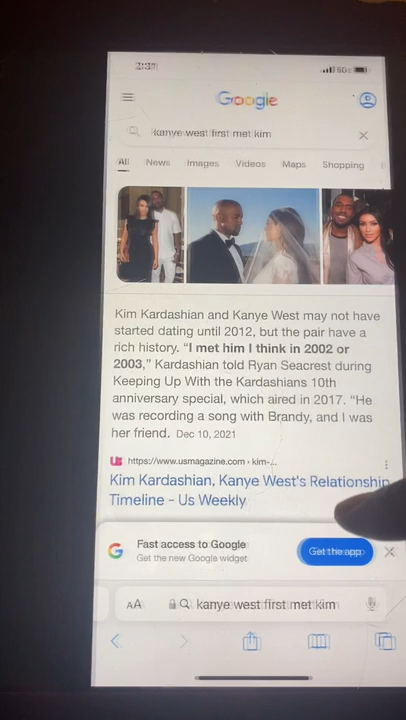 5G
Google
kanye west first met kim
All News Images Videos Maps Shopping
Kim Kardashian and Kanye West may not have
started dating until 2012, but the pair have a
rich history. “I met him I think in 2002 or
2003,” Kardashian told Ryan Seacrest during
Keeping Up With the Kardashians 10th
anniversary special, which aired in 2017. “He
was recording a song with Brandy, and I was
her friend. Dec 10, 2021
Us https://www.usmagazine.com › kim-...
Kim Kardashian, Kanye West's Relationship
Timeline - Us Weekly
Fast access to Google
Get the new Google widget
Get the app
AA kanye west first met kim